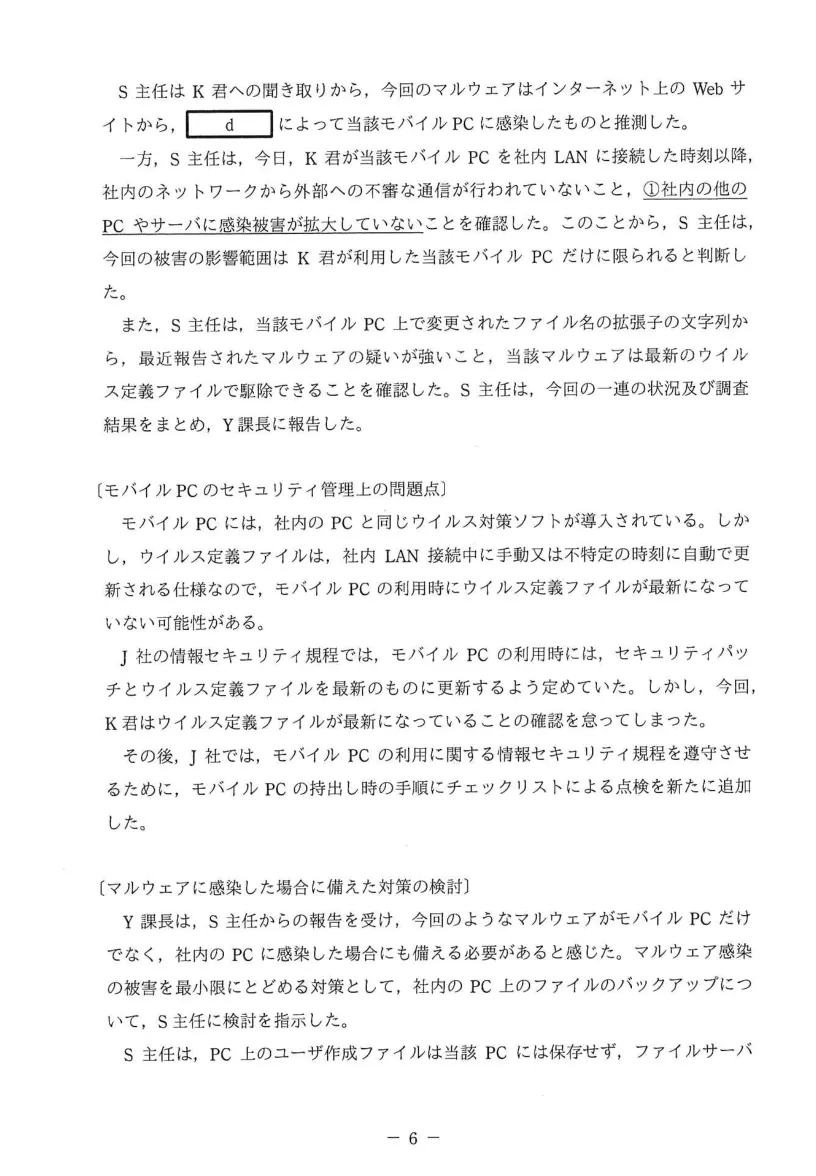 S 主任は K 君への聞き取りから，今回のマルウェアはインターネット上の Web サ
イトから， d によって当該モバイル PC に感染したものと推測した。
一方，S 主任は，今日，K 君が当該モバイル PC を社内 LAN に接続した時刻以降，
社内のネットワークから外部への不審な通信が行われていないこと，①社内の他の
PC やサーバに感染被害が拡大していないことを確認した。このことから，S 主任は，
今回の被害の影響範囲は K 君が利用した当該モバイル PC だけに限られると判断し
た。
また，S 主任は，当該モバイル PC 上で変更されたファイル名の拡張子の文字列か
ら，最近報告されたマルウェアの疑いが強いこと，当該マルウェアは最新のウイル
ス定義ファイルで駆除できることを確認した。S 主任は，今回の一連の状況及び調査
結果をまとめ，Y 課長に報告した。
〔モバイル PC のセキュリティ管理上の問題点〕
モバイル PC には，社内の PC と同じウイルス対策ソフトが導入されている。しか
し，ウイルス定義ファイルは，社内 LAN 接続中に手動又は不特定の時刻に自動で更
新される仕様なので，モバイル PC の利用時にウイルス定義ファイルが最新になって
いない可能性がある。
J 社の情報セキュリティ規程では，モバイル PC の利用時には，セキュリティパッ
チとウイルス定義ファイルを最新のものに更新するよう定めていた。しかし，今回，
K 君はウイルス定義ファイルが最新になっていることの確認を怠ってしまった。
その後，J 社では，モバイル PC の利用に関する情報セキュリティ規程を遵守させ
るために，モバイル PC の持出し時の手順にチェックリストによる点検を新たに追加
した。
〔マルウェアに感染した場合に備えた対策の検討〕
Y 課長は，S 主任からの報告を受け，今回のようなマルウェアがモバイル PC だけ
でなく，社内の PC に感染した場合にも備える必要があると感じた。マルウェア感染
の被害を最小限にとどめる対策として，社内の PC 上のファイルのバックアップにつ
いて，S 主任に検討を指示した。
S 主任は，PC 上のユーザ作成ファイルは当該 PC には保存せず，ファイルサーバ
－ 6 －